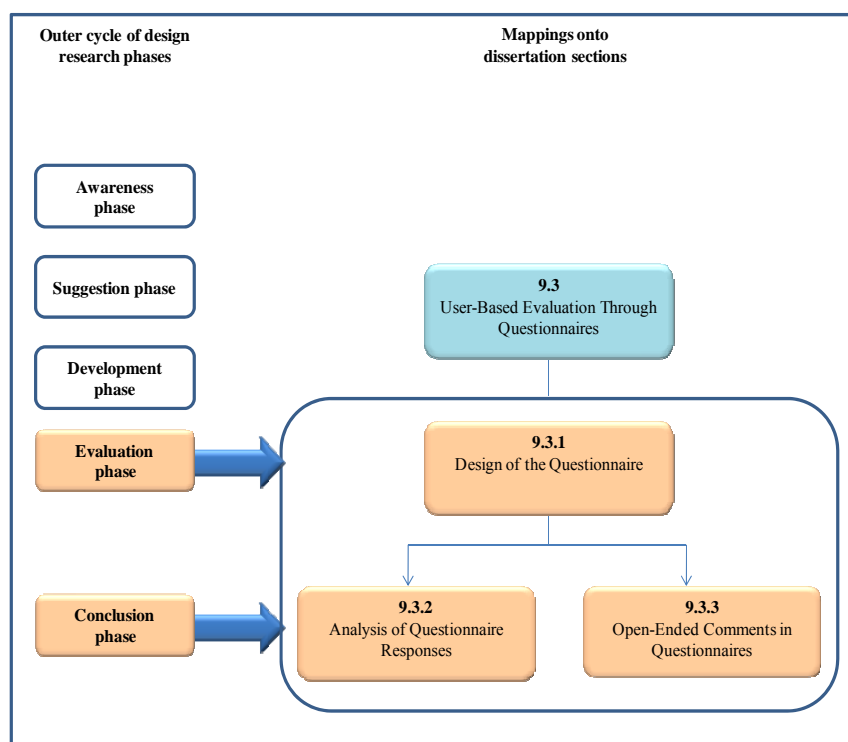 Outer cycle of design
research phases
Mappings onto
dissertation sections
Awareness
phase
Suggestion phase
Development
phase
Evaluation
phase
Conclusion
phase
9.3
User-Based Evaluation Through
Questionnaires
9.3.1
Design of the Questionnaire
9.3.2
Analysis of Questionnaire
Responses
9.3.3
Open-Ended Comments in
Questionnaires